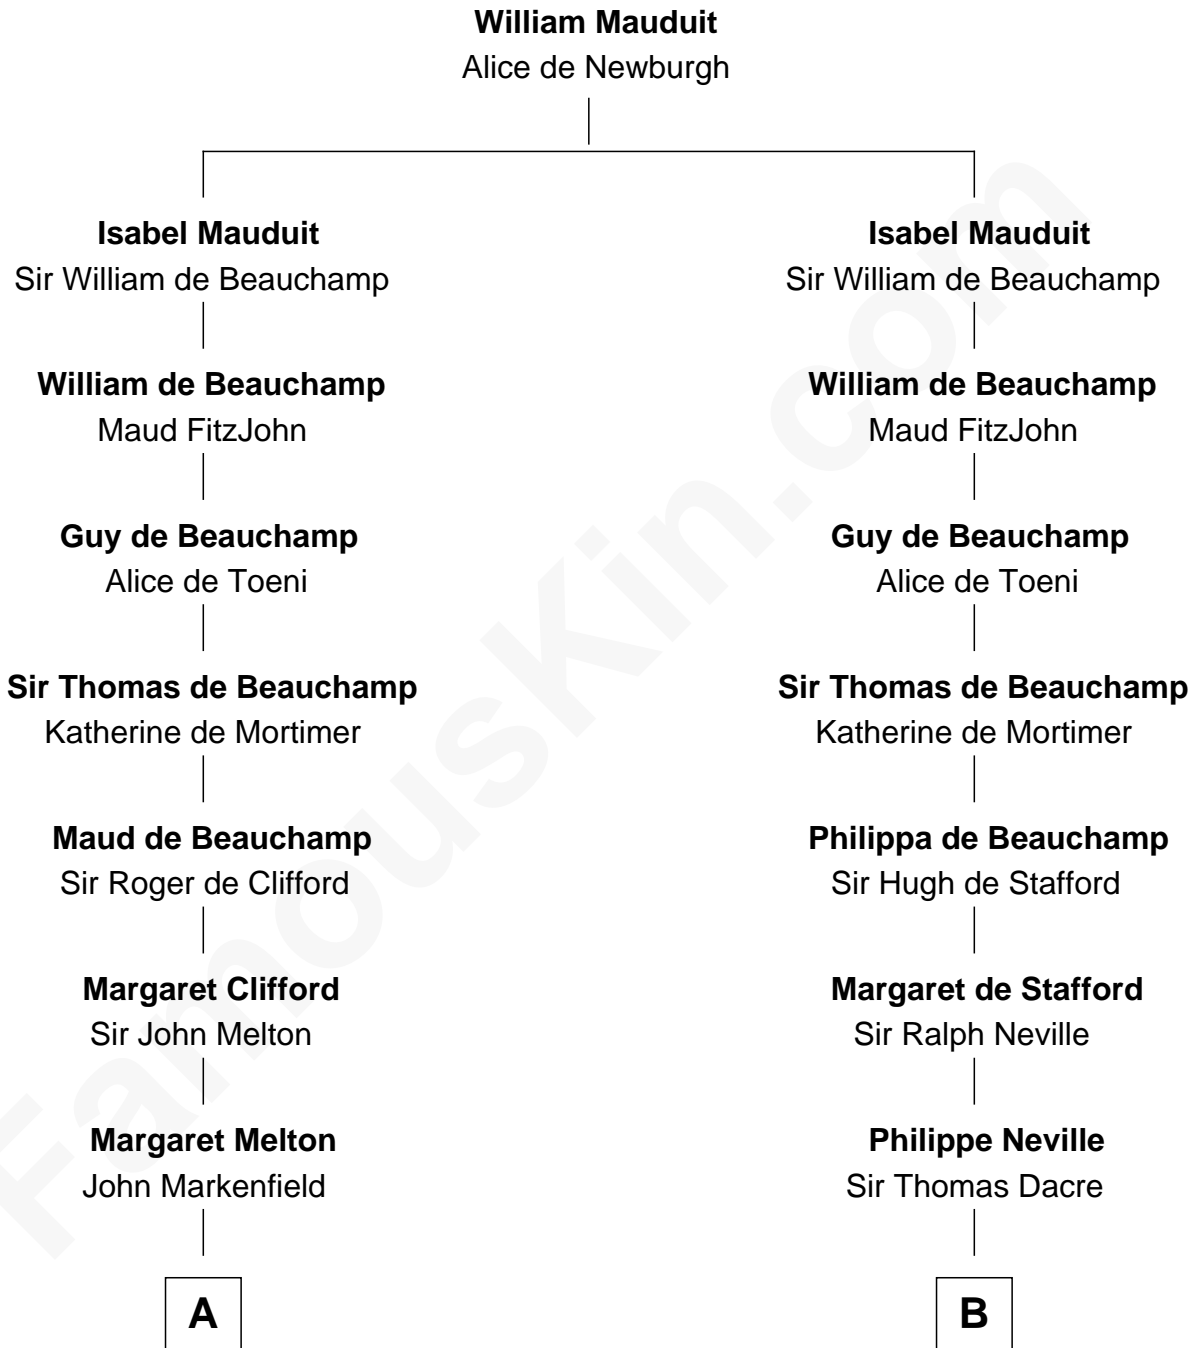 William Mauduit
Alice de Newburgh
Isabel Mauduit
Sir William de Beauchamp
Isabel Mauduit
Sir William de Beauchamp
William de Beauchamp
Maud FitzJohn
William de Beauchamp
Maud FitzJohn
Guy de Beauchamp
Alice de Toeni
Guy de Beauchamp
Alice de Toeni
Sir Thomas de Beauchamp
Katherine de Mortimer
Sir Thomas de Beauchamp
Katherine de Mortimer
Maud de Beauchamp
Sir Roger de Clifford
Philippa de Beauchamp
Sir Hugh de Stafford
Margaret Clifford
Sir John Melton
Margaret de Stafford
Sir Ralph Neville
Margaret Melton
John Markenfield
Philippe Neville
Sir Thomas Dacre
A
B
FamousKin.com